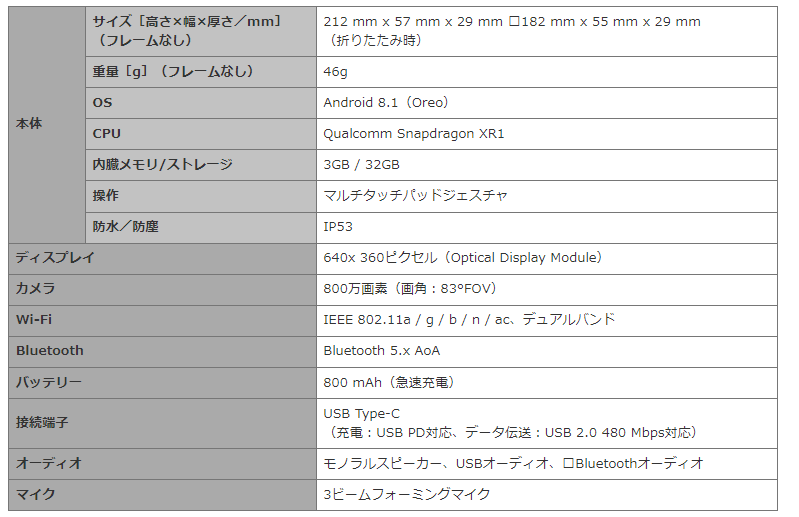 本体
サイズ［高さ×幅×厚さ／mm］
（フレームなし）
212 mm x 57 mm x 29 mm □182 mm x 55 mm x 29 mm
（折りたたみ時）
重量［g］（フレームなし）
46g
OS
Android 8.1（Oreo）
CPU
Qualcomm Snapdragon XR1
内臓メモリ/ストレージ
3GB / 32GB
操作
マルチタッチパッドジェスチャ
防水／防塵
IP53
ディスプレイ
640x 360ピクセル（Optical Display Module）
カメラ
800万画素（画角：83°FOV）
Wi-Fi
IEEE 802.11a / g / b / n / ac、デュアルバンド
Bluetooth
Bluetooth 5.x AoA
バッテリー
800 mAh（急速充電）
接続端子
USB Type-C
（充電：USB PD対応、データ伝送：USB 2.0 480 Mbps対応）
オーディオ
モノラルスピーカー、USBオーディオ、□Bluetoothオーディオ
マイク
3ビームフォーミングマイク